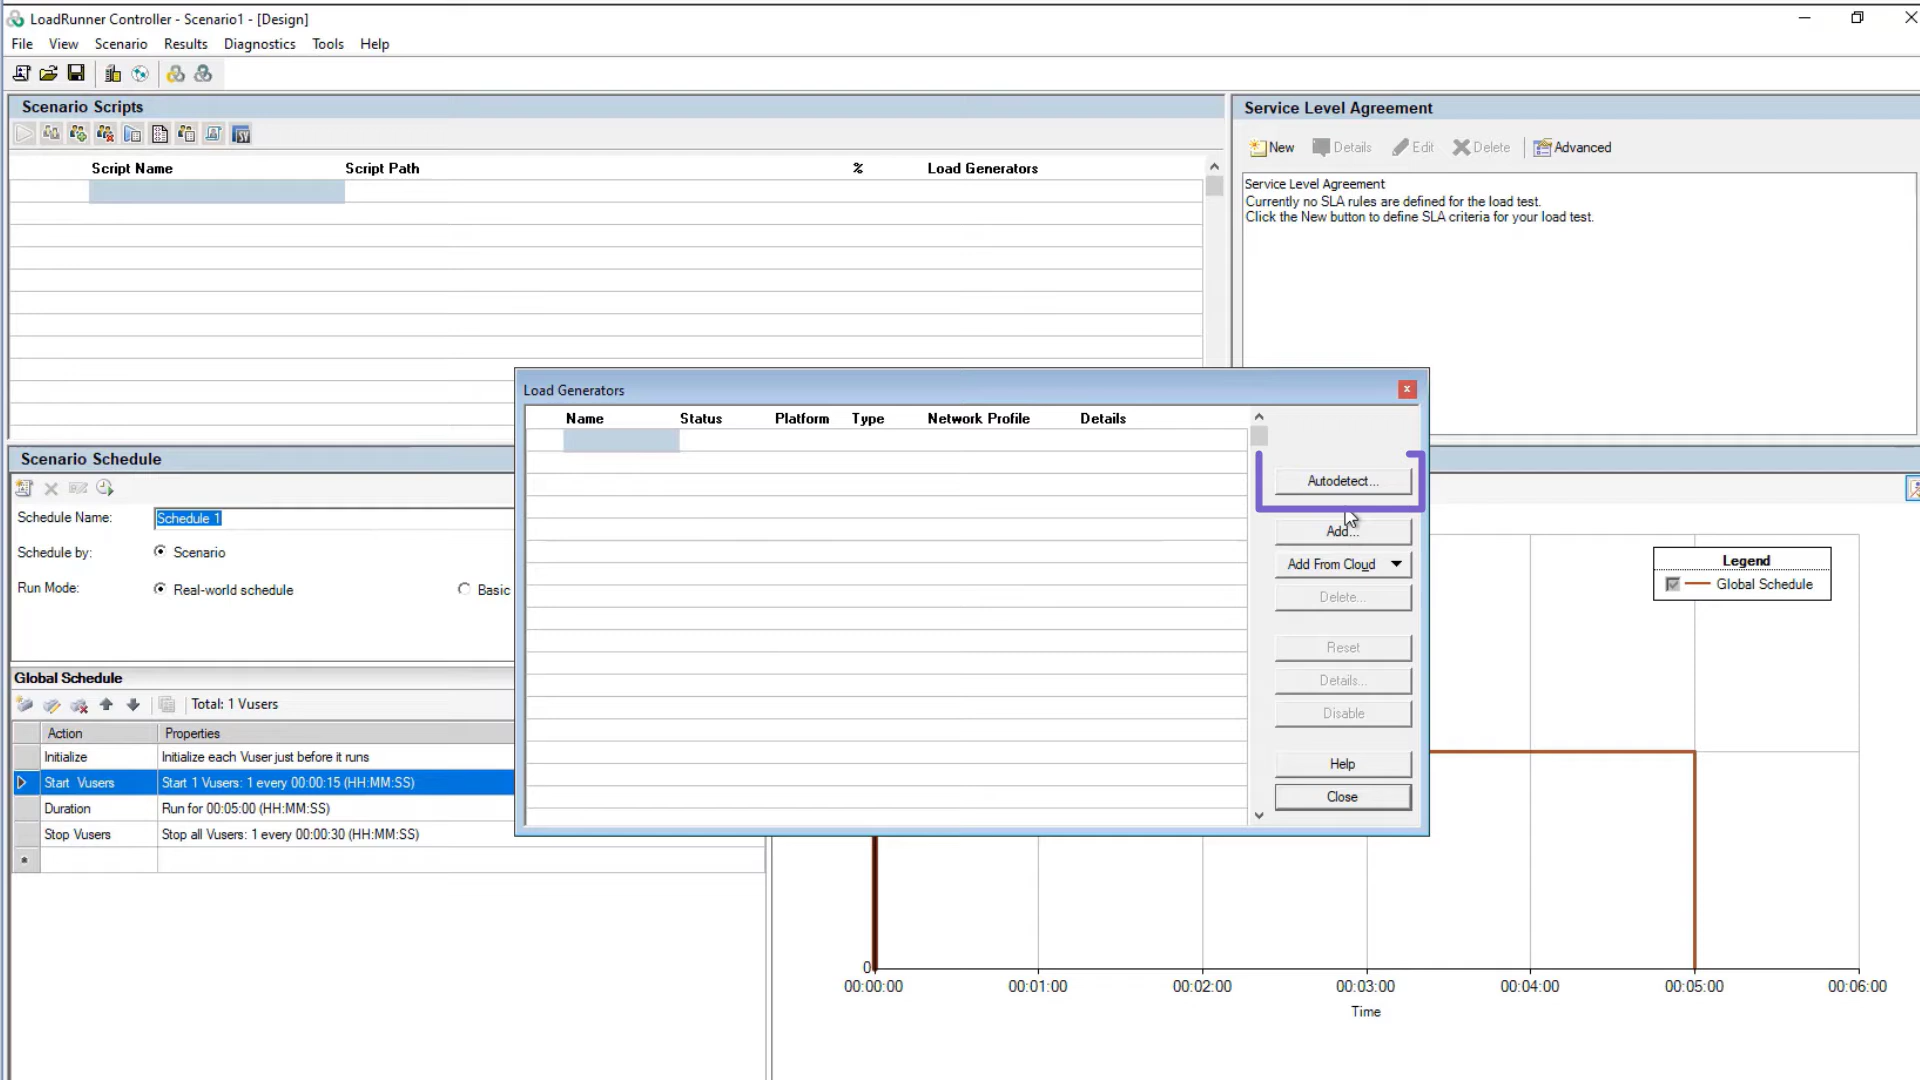 LoadRunner Controller - Scenario1 - [Design]
File View Scenario Results Diagnostics Tools Help
Scenario Scripts
Script Name Script Path % Load Generators
Service Level Agreement
New Details Edit Delete Advanced
Service Level Agreement
Currently no SLA rules are defined for the load test.
Click the New button to define SLA criteria for your load test.
Load Generators
Name Status Platform Type Network Profile Details
Autodetect...
Add...
Add From Cloud
Delete...
Reset
Details...
Disable
Help
Close
Scenario Schedule
Schedule Name: Schedule 1
Schedule by: Scenario
Run Mode: Real-world schedule Basic
Global Schedule
Total: 1 Vusers
Action Properties
Initialize Initialize each Vuser just before it runs
Start Vusers Start 1 Vusers: 1 every 00:00:15 (HH:MM:SS)
Duration Run for 00:05:00 (HH:MM:SS)
Stop Vusers Stop all Vusers: 1 every 00:00:30 (HH:MM:SS)
Legend
Global Schedule
0
00:00:00 00:01:00 00:02:00 00:03:00 00:04:00 00:05:00 00:06:00
Time